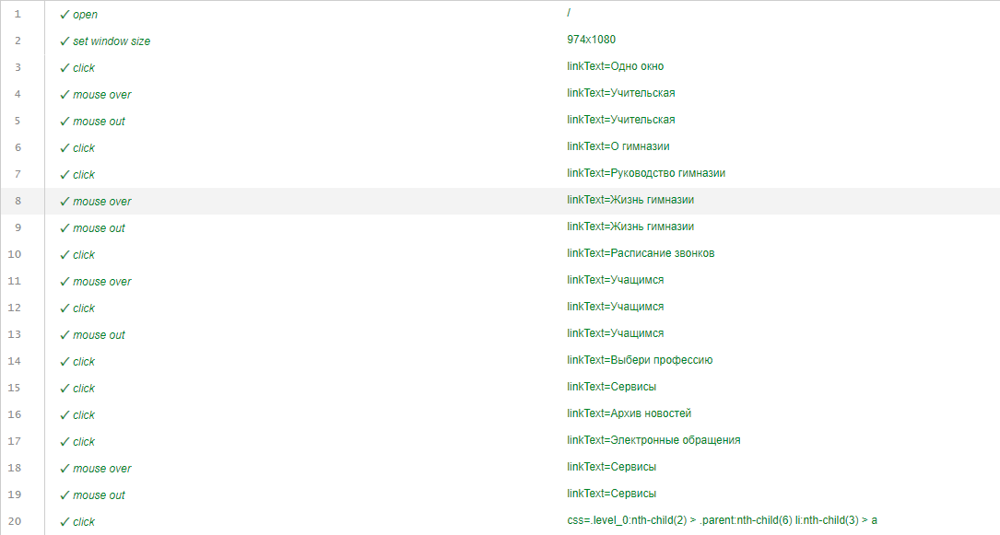 1 ✓ open /
2 ✓ set window size 974x1080
3 ✓ click linkText=Одно окно
4 ✓ mouse over linkText=Учительская
5 ✓ mouse out linkText=Учительская
6 ✓ click linkText=О гимназии
7 ✓ click linkText=Руководство гимназии
8 ✓ mouse over linkText=Жизнь гимназии
9 ✓ mouse out linkText=Жизнь гимназии
10 ✓ click linkText=Расписание звонков
11 ✓ mouse over linkText=Учащимся
12 ✓ click linkText=Учащимся
13 ✓ mouse out linkText=Учащимся
14 ✓ click linkText=Выбери профессию
15 ✓ click linkText=Сервисы
16 ✓ click linkText=Архив новостей
17 ✓ click linkText=Электронные обращения
18 ✓ mouse over linkText=Сервисы
19 ✓ mouse out linkText=Сервисы
20 ✓ click css=.level_0:nth-child(2) > .parent:nth-child(6) li:nth-child(3) > a